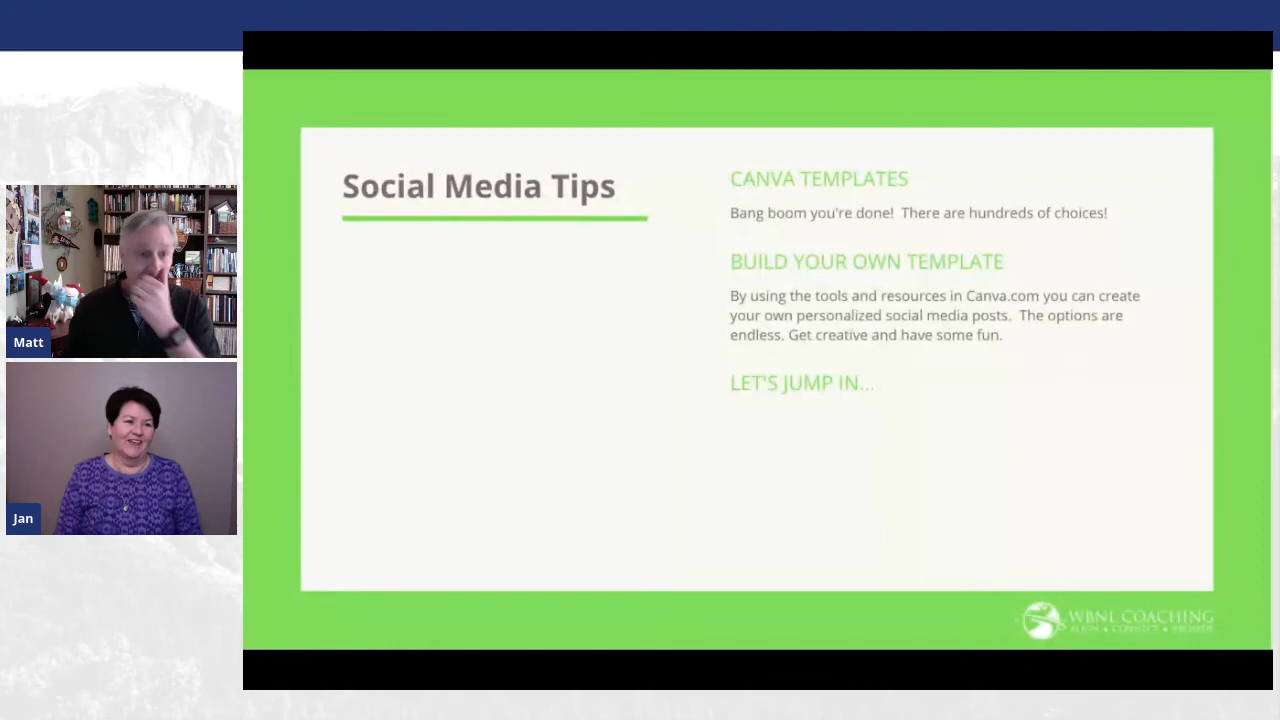 Social Media Tips
CANVA TEMPLATES
Bang boom you're done! There are hundreds of choices!
BUILD YOUR OWN TEMPLATE
By using the tools and resources in Canva.com you can create
your own personalized social media posts. The options are
endless. Get creative and have some fun.
LET'S JUMP IN...
Matt
Jan
WBNL COACHING